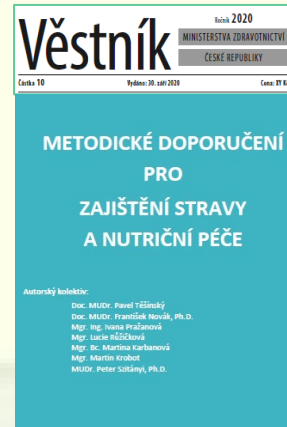 Věstník
Ročník 2020
MINISTERSTVA ZDRAVOTNICTVÍ
ČESKÉ REPUBLIKY
Částka 10 Vydáno: 30. září 2020 Cena:
METODICKÉ DOPORUČENÍ
PRO
ZAJIŠTĚNÍ STRAVY
A NUTRIČNÍ PÉČE
Autorský kolektiv:
Doc. MUDr. Pavel Těšínský
Doc. MUDr. František Novák, Ph.D.
Mgr. Ing. Ivana Pražanová
Mgr. Lucie Růžičková
Mgr. Bc. Martina Karbanová
Mgr. Martin Krobot
MUDr. Peter Szitányi, Ph.D.